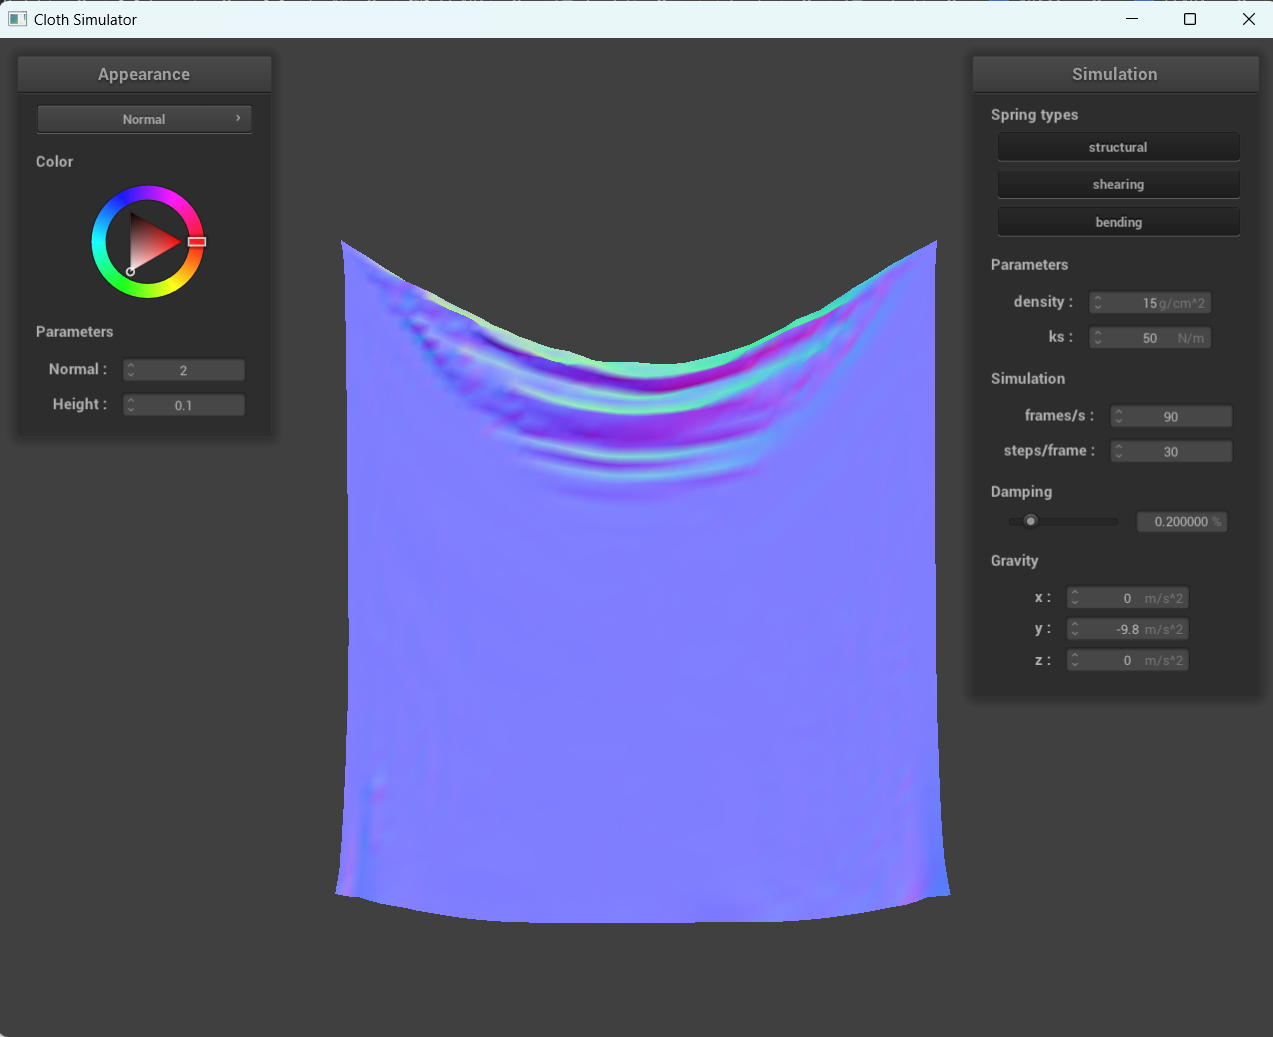 Cloth Simulator
Appearance
Normal
Color
Parameters
Normal : 2
Height : 0.1
Simulation
Spring types
structural
shearing
bending
Parameters
density : 15 g/cm^2
ks : 50 N/m
Simulation
frames/s : 90
steps/frame : 30
Damping
0.200000 %
Gravity
x : 0 m/s^2
y : -9.8 m/s^2
z : 0 m/s^2